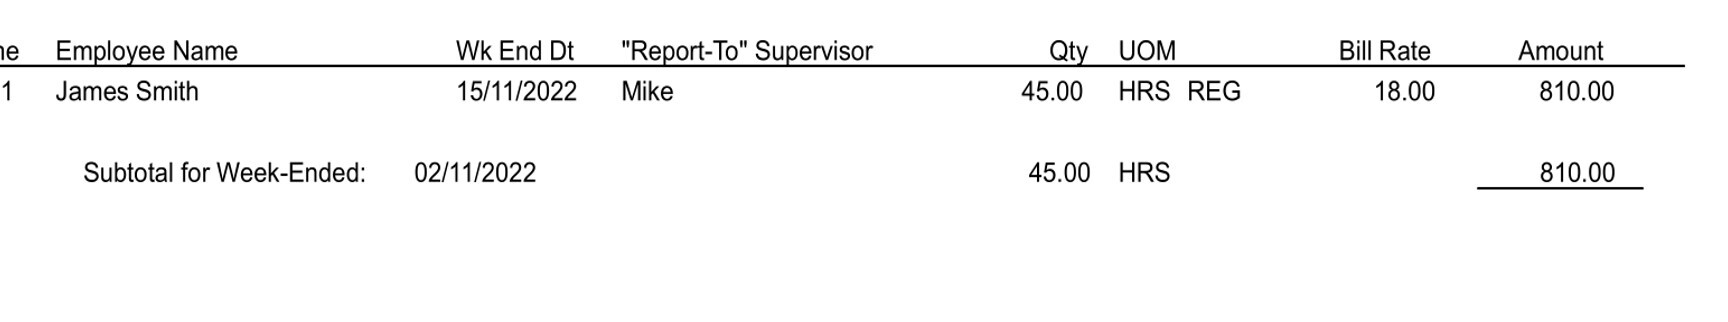 ne Employee Name Wk End Dt "Report-To" Supervisor Qty UOM Bill Rate Amount
1 James Smith 15/11/2022 Mike 45.00 HRS REG 18.00 810.00
Subtotal for Week-Ended: 02/11/2022 45.00 HRS 810.00